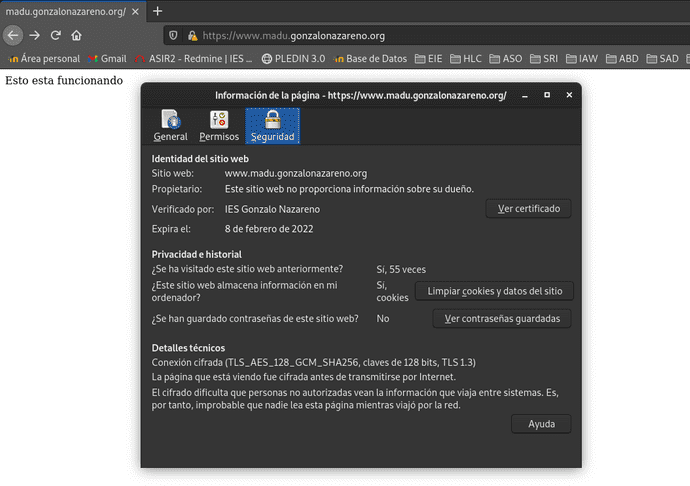 madu.gonzalonazareno.org/
https://www.madu.gonzalonazareno.org
Área personal Gmail ASIR2 - Redmine | IES ... PLEDIN 3.0 Base de Datos EIE HLC ASO SRI IAW ABD SAD
Esto esta funcionando
Información de la página - https://www.madu.gonzalonazareno.org/
General Permisos Seguridad
Identidad del sitio web
Sitio web: www.madu.gonzalonazareno.org
Propietario: Este sitio web no proporciona información sobre su dueño.
Verificado por: IES Gonzalo Nazareno Ver certificado
Expira el: 8 de febrero de 2022
Privacidad e historial
¿Se ha visitado este sitio web anteriormente? Sí, 55 veces
¿Este sitio web almacena información en mi ordenador? Sí, cookies Limpiar cookies y datos del sitio
¿Se han guardado contraseñas de este sitio web? No Ver contraseñas guardadas
Detalles técnicos
Conexión cifrada (TLS_AES_128_GCM_SHA256, claves de 128 bits, TLS 1.3)
La página que está viendo fue cifrada antes de transmitirse por Internet.
El cifrado dificulta que personas no autorizadas vean la información que viaja entre sistemas. Es,
por tanto, improbable que nadie lea esta página mientras viajó por la red.
Ayuda